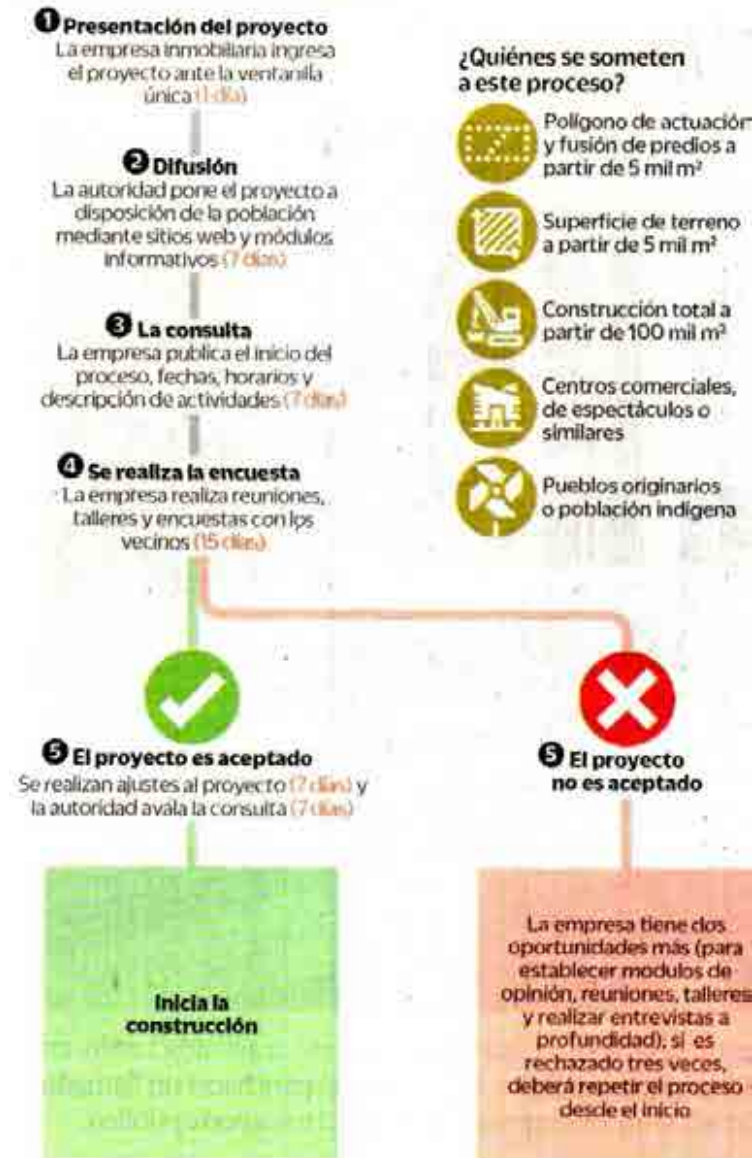 ❶ Presentación del proyecto
La empresa inmobiliaria ingresa
el proyecto ante la ventanilla
única (1 día)
❷ Difusión
La autoridad pone el proyecto a
disposición de la población
mediante sitios web y módulos
informativos (7 días)
❸ La consulta
La empresa publica el inicio del
proceso, fechas, horarios y
descripción de actividades (7 días)
❹ Se realiza la encuesta
La empresa realiza reuniones,
talleres y encuestas con los
vecinos (15 días)
❺ El proyecto es aceptado
Se realizan ajustes al proyecto (7 días) y
la autoridad avala la consulta (7 días)
Inicia la
construcción
¿Quiénes se someten
a este proceso?
Polígono de actuación
y fusión de predios a
partir de 5 mil m²
Superficie de terreno
a partir de 5 mil m²
Construcción total a
partir de 100 mil m²
Centros comerciales,
de espectáculos o
similares
Pueblos originarios
o población indígena
❺ El proyecto
no es aceptado
La empresa tiene dos
oportunidades más (para
establecer modulos de
opinión, reuniones, talleres
y realizar entrevistas a
profundidad), si es
rechazado tres veces,
deberá repetir el proceso
desde el inicio